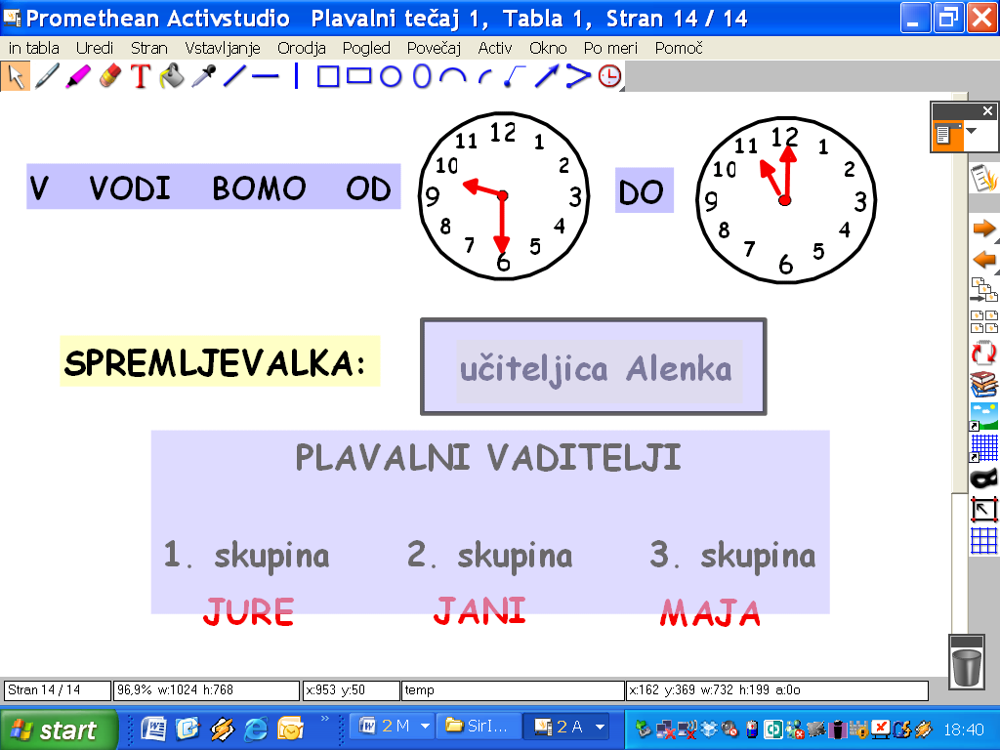 Promethean Activstudio Plavalni tečaj 1, Tabla 1, Stran 14 / 14
in tabla Uredi Stran Vstavljanje Orodja Pogled Povečaj Activ Okno Po meri Pomoč
V VODI BOMO OD
12 1 2 3 4 5 6 7 8 9 10 11
DO
12 1 2 3 4 5 6 7 8 9 10 11
SPREMLJEVALKA:
učiteljica Alenka
PLAVALNI VADITELJI
1. skupina 2. skupina 3. skupina
JURE JANI MAJA
Stran 14 / 14 96,9% w:1024 h:768 x:953 y:50 temp x:162 y:369 w:732 h:199 a:0o
start 2 M SirI... 2 A 18:40